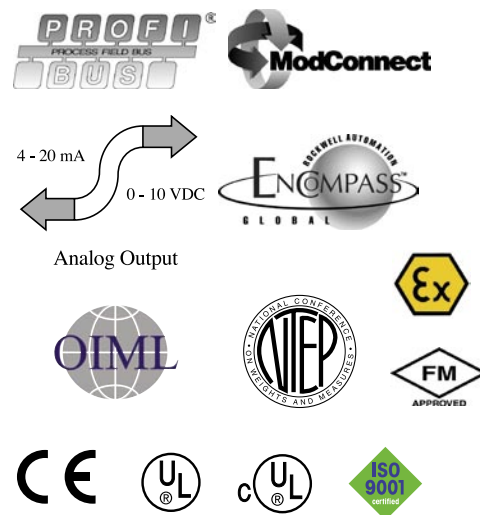 PROFI
®
PROCESS FIELD BUS
BUS
ModConnect
4 - 20 mA
0 - 10 VDC
Analog Output
ROCKWELL AUTOMATION
ENCOMPASS™
GLOBAL
Ex
OIML
NATIONAL CONFERENCE
NTEP
ON WEIGHTS AND MEASURES
FM
APPROVED
CE
UL
®
c
UL
®
ISO
9001
certified